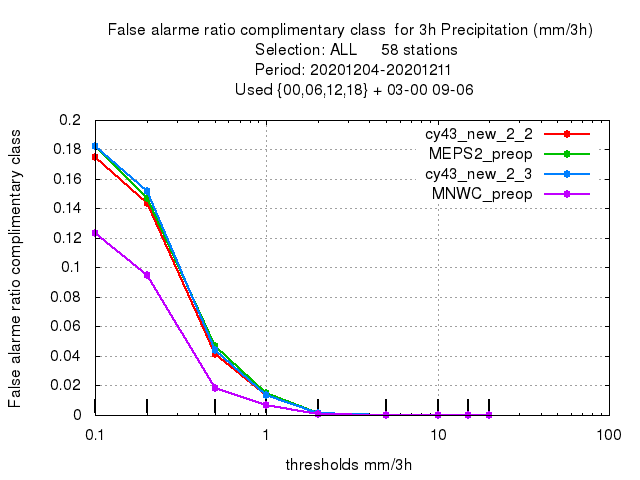 False alarme ratio complimentary class  for 3h Precipitation (mm/3h)
Selection: ALL     58 stations
Period: 20201204-20201211
Used {00,06,12,18} + 03-00 09-06
False alarme ratio complimentary class
0.2
0.18
0.16
0.14
0.12
0.1
0.08
0.06
0.04
0.02
0
cy43_new_2_2
MEPS2_preop
cy43_new_2_3
MNWC_preop
0.1
1
10
100
thresholds mm/3h